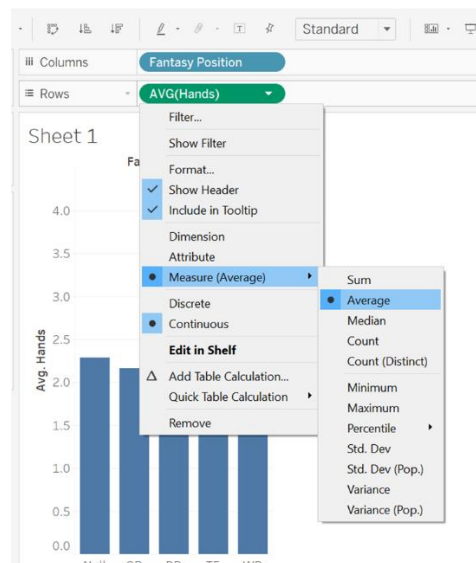 Standard
Columns
Fantasy Position
Rows
AVG(Hands)
Sheet 1
Fa
Filter...
Show Filter
Format...
Show Header
Include in Tooltip
Dimension
Attribute
Measure (Average)
Discrete
Continuous
Edit in Shelf
Add Table Calculation...
Quick Table Calculation
Remove
Sum
Average
Median
Count
Count (Distinct)
Minimum
Maximum
Percentile
Std. Dev
Std. Dev (Pop.)
Variance
Variance (Pop.)
Avg. Hands
4.0
3.5
3.0
2.5
2.0
1.5
1.0
0.5
0.0